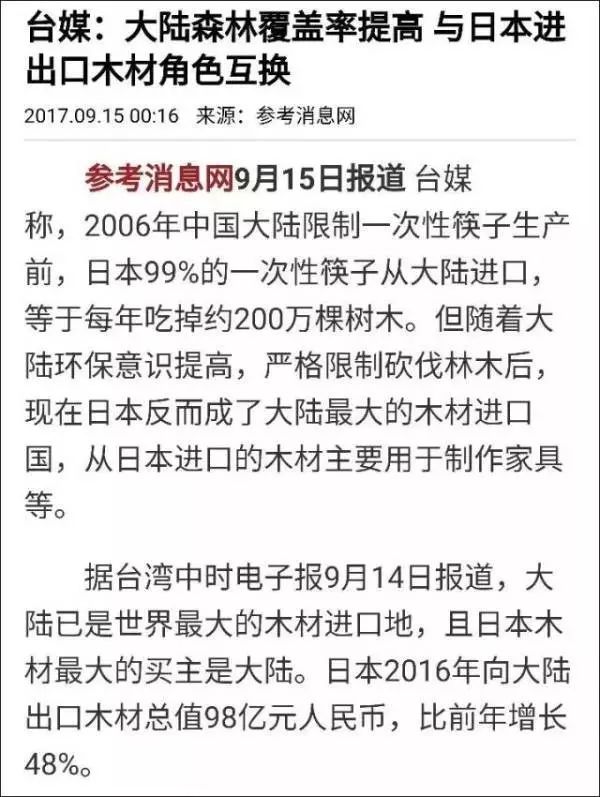 台媒：大陆森林覆盖率提高 与日本进
出口木材角色互换
2017.09.15 00:16 来源：参考消息网
参考消息网9月15日报道 台媒
称，2006年中国大陆限制一次性筷子生产
前，日本99%的一次性筷子从大陆进口，
等于每年吃掉约200万棵树木。但随着大
陆环保意识提高，严格限制砍伐林木后，
现在日本反而成了大陆最大的木材进口
国，从日本进口的木材主要用于制作家具
等。
据台湾中时电子报9月14日报道，大
陆已是世界最大的木材进口地，且日本木
材最大的买主是大陆。日本2016年向大陆
出口木材总值98亿元人民币，比前年增长
48%。